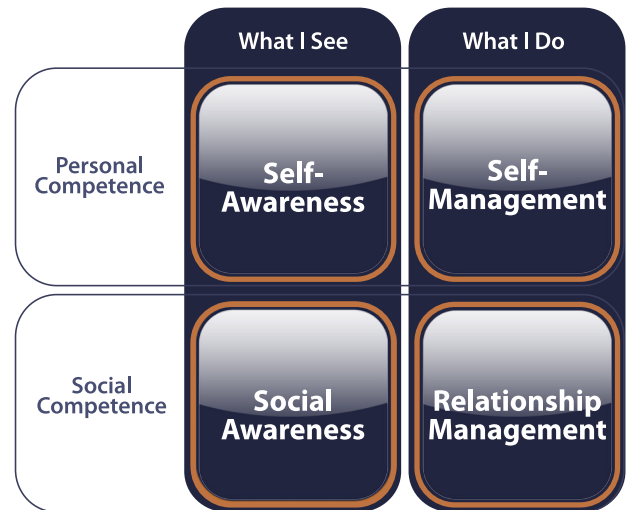 What I See
What I Do
Personal
Competence
Self-
Awareness
Self-
Management
Social
Competence
Social
Awareness
Relationship
Management